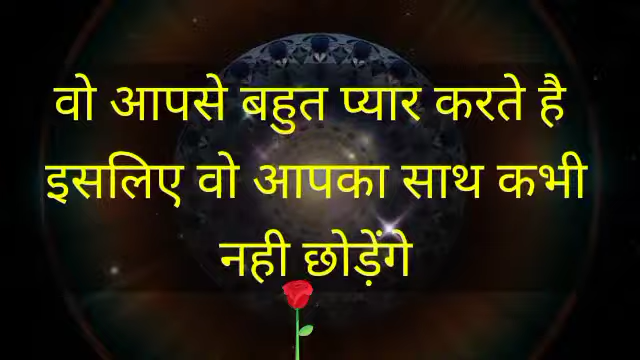 वो आपसे बहुत प्यार करते है
इसलिए वो आपका साथ कभी
नही छोड़ेंगे